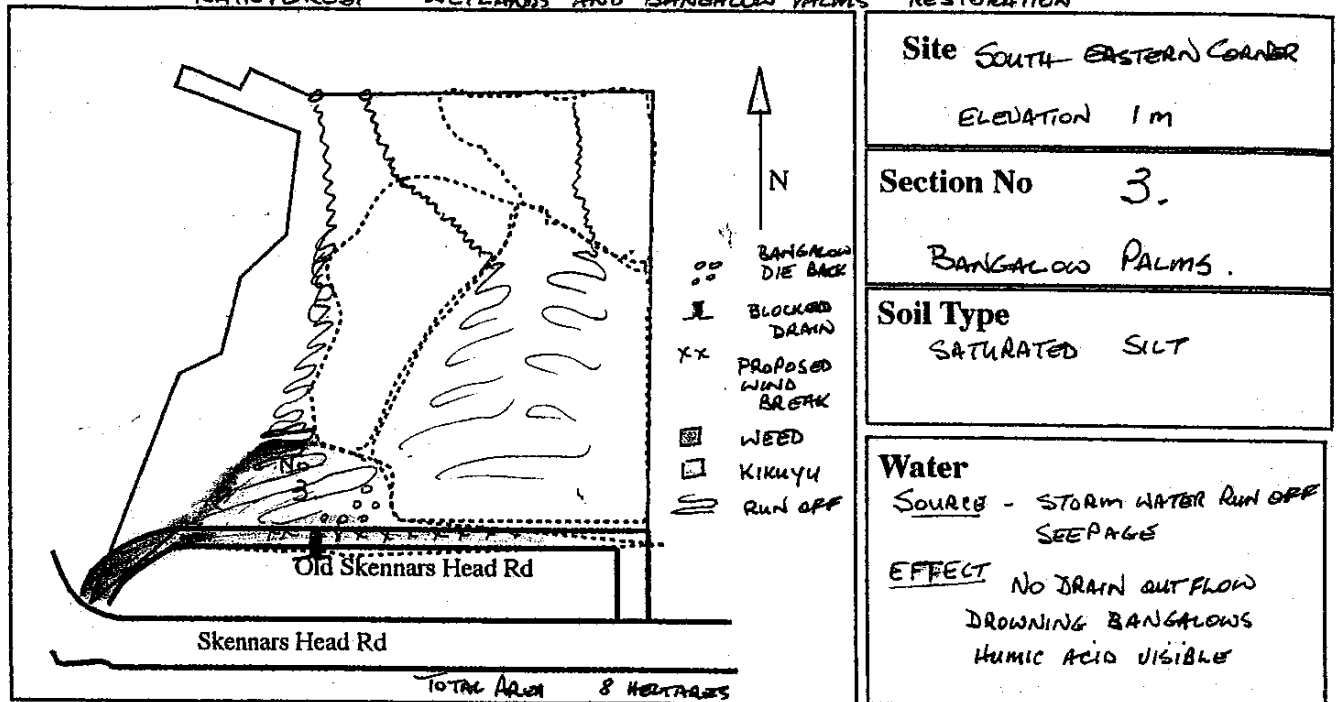 WETLANDS AND BANGALOW PALMS RESTORATION
N
BANGALOW
DIE BACK
BLOCKED
DRAIN
xx PROPOSED
WIND
BREAK
WEED
KIKUYU
RUN OFF
No
3
Old Skennars Head Rd
Skennars Head Rd
TOTAL AREA 8 HECTARES
Site SOUTH-EASTERN CORNER
ELEVATION 1m
Section No 3.
BANGALOW PALMS.
Soil Type
SATURATED SILT
Water
SOURCE - STORM WATER RUN OFF
SEEPAGE
EFFECT NO DRAIN OUTFLOW
DROWNING BANGALOWS
HUMIC ACID VISIBLE